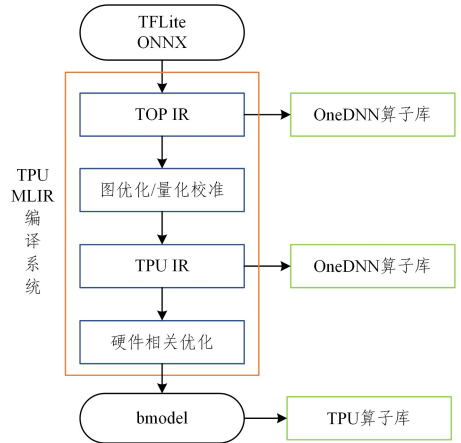 TFLite
ONNX
TOP IR
OneDNN算子库
TPU
MLIR
编
译
系
统
图优化/量化校准
TPU IR
OneDNN算子库
硬件相关优化
bmodel
TPU算子库